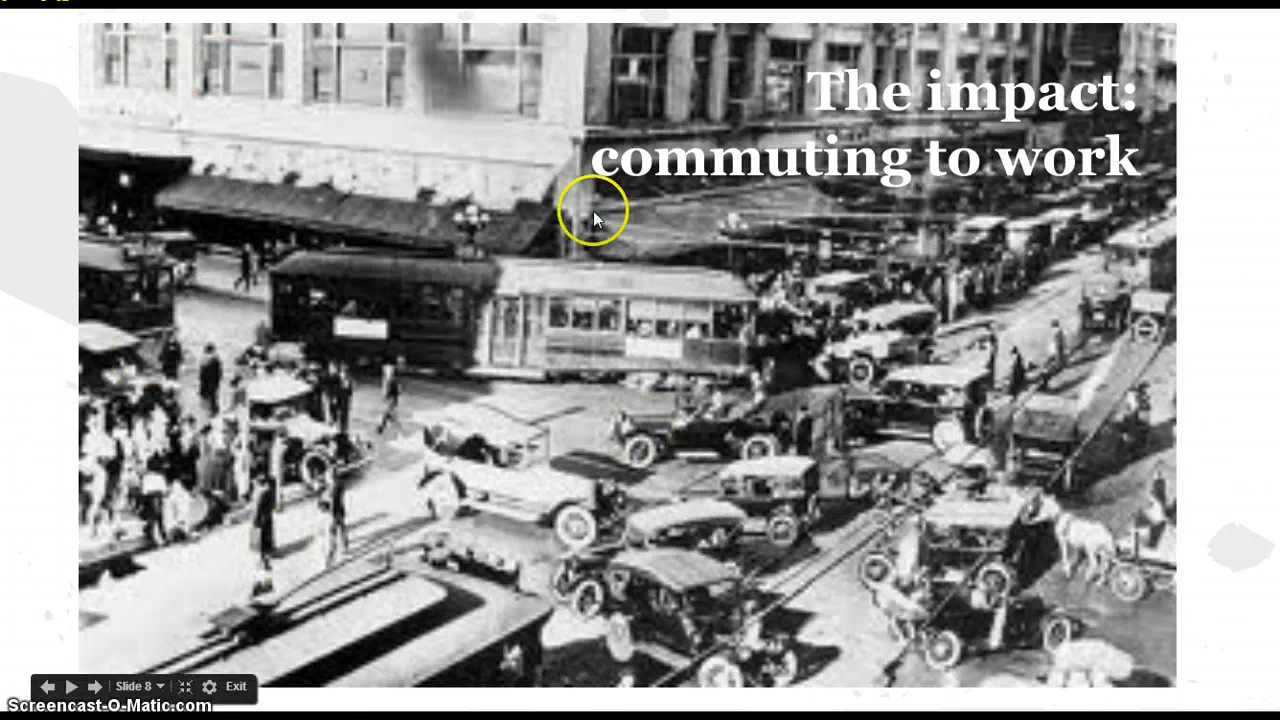 The impact:
commuting to work
Slide 8
Exit
Screencast-O-Matic.com